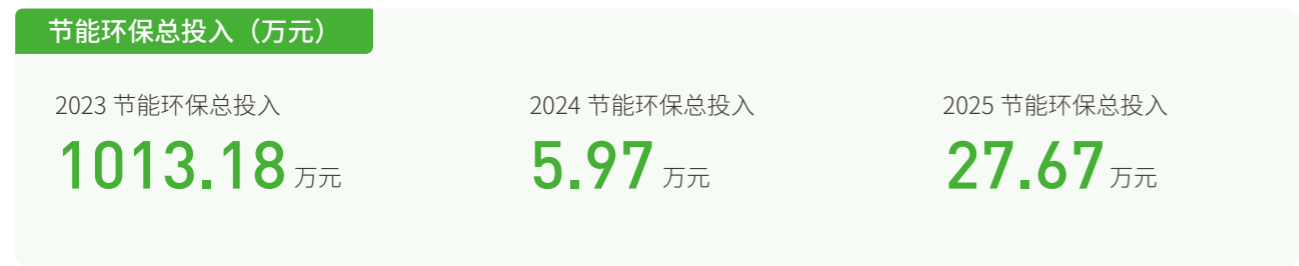 节能环保总投入（万元）
2023 节能环保总投入
1013.18 万元
2024 节能环保总投入
5.97 万元
2025 节能环保总投入
27.67 万元